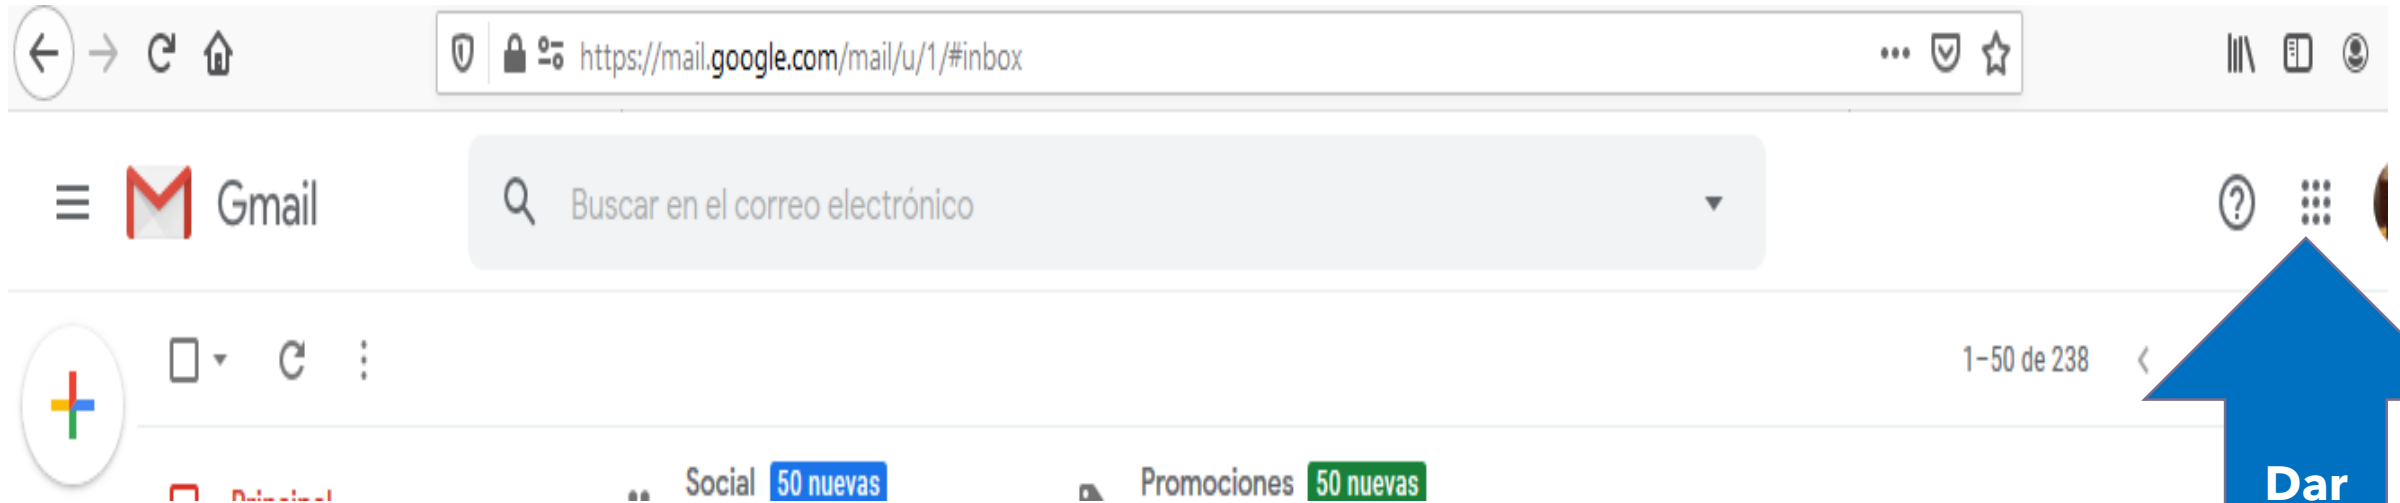 https://mail.google.com/mail/u/1/#inbox
Gmail
Buscar en el correo electrónico
1–50 de 238
Principal
Social 50 nuevas
Promociones 50 nuevas
Dar